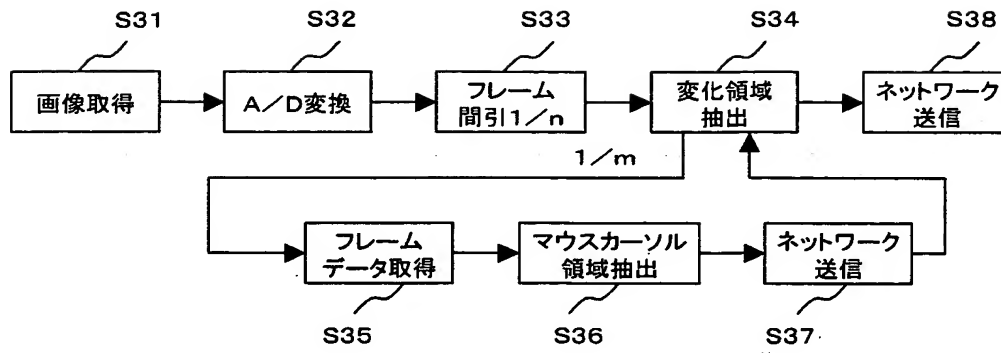 S31
S32
S33
S34
S38
画像取得
A/D変換
フレーム
間引1/n
変化領域
抽出
ネットワーク
送信
1/m
フレーム
データ取得
マウスカーソル
領域抽出
ネットワーク
送信
S35
S36
S37